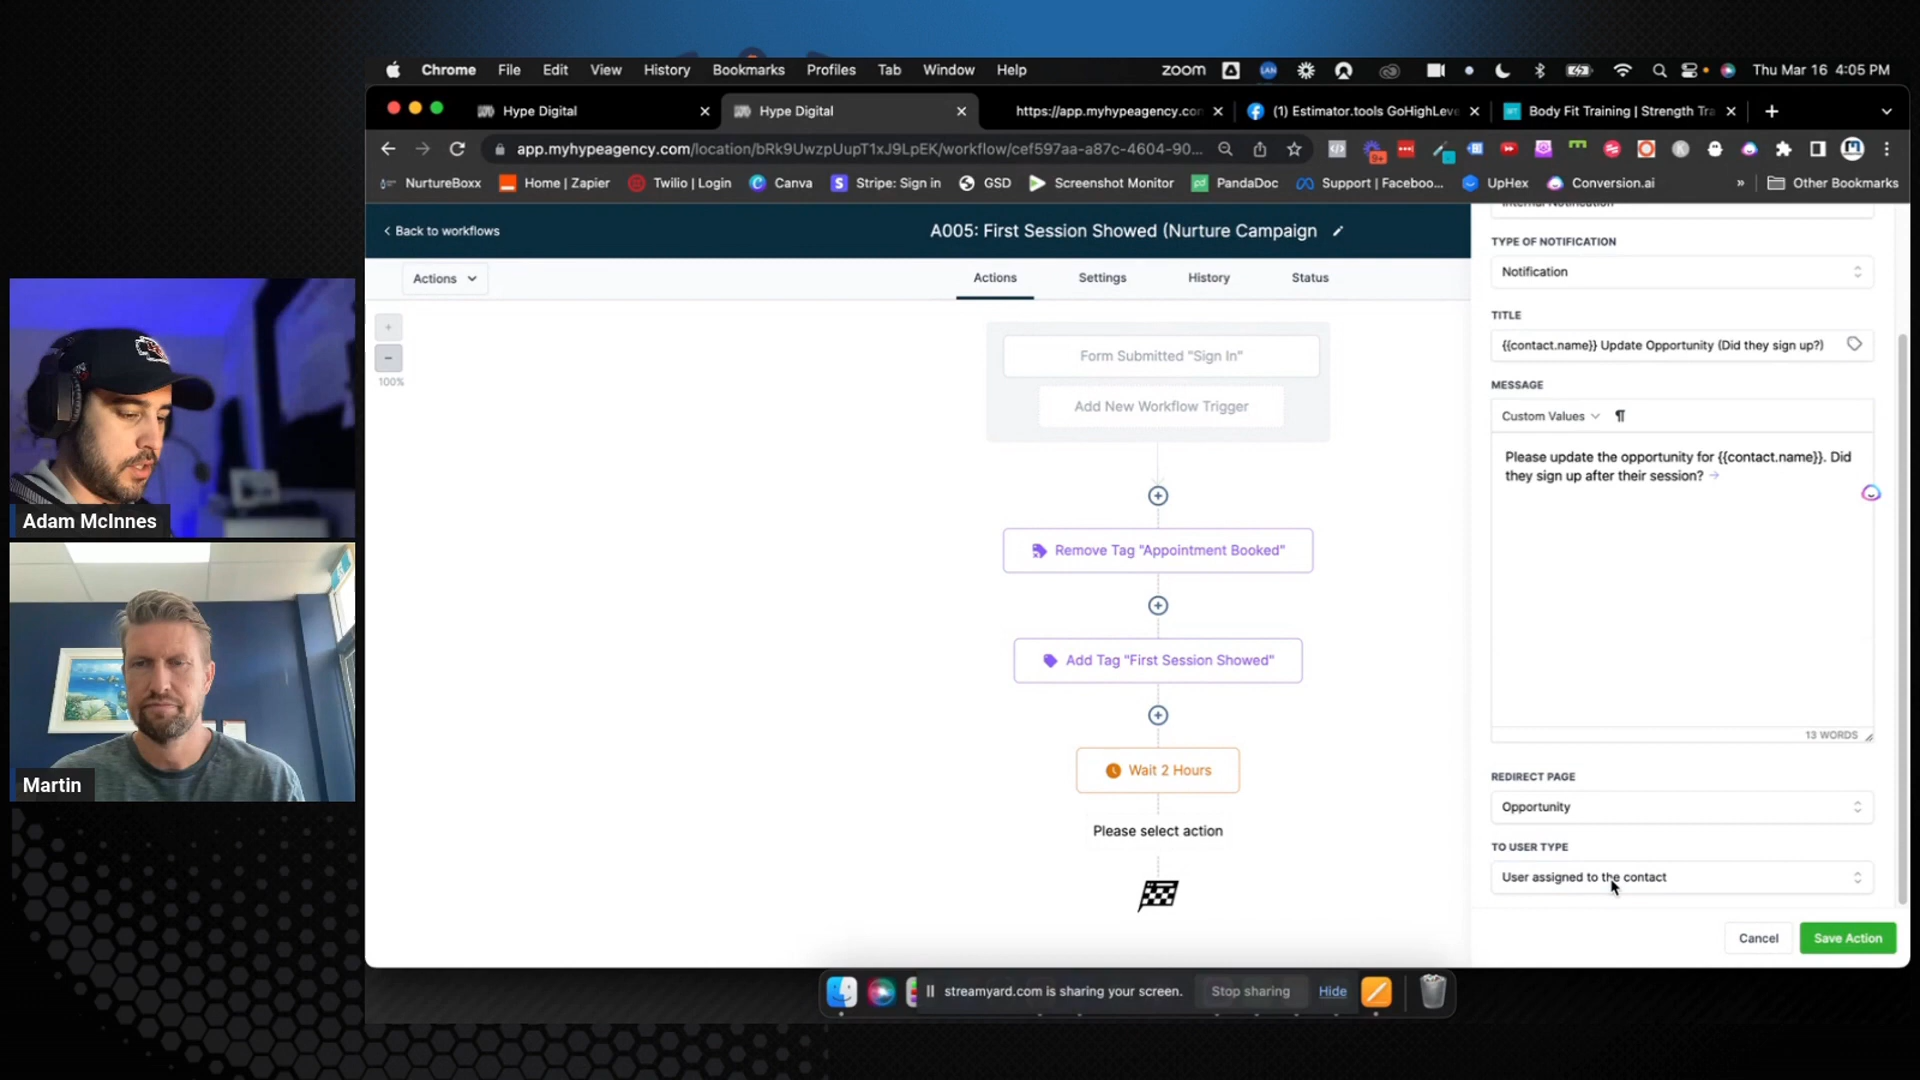 Chrome File Edit View History Bookmarks Profiles Tab Window Help
zoom
LAN
Thu Mar 16 4:05 PM
Hype Digital
Hype Digital
https://app.myhypeagency.con
(1) Estimator.tools GoHighLeve
Body Fit Training | Strength Tra
app.myhypeagency.com/location/bRk9UwzpUupT1xJ9LpEK/workflow/cef597aa-a87c-4604-90...
9+
NurtureBoxx
Home | Zapier
Twilio | Login
Canva
Stripe: Sign in
GSD
Screenshot Monitor
PandaDoc
Support | Faceboo...
UpHex
Conversion.ai
»
Other Bookmarks
Back to workflows
A005: First Session Showed (Nurture Campaign
Internal Notification
Actions
Actions
Settings
History
Status
100%
Form Submitted "Sign In"
Add New Workflow Trigger
Remove Tag "Appointment Booked"
Add Tag "First Session Showed"
Wait 2 Hours
Please select action
TYPE OF NOTIFICATION
Notification
TITLE
{{contact.name}} Update Opportunity (Did they sign up?)
MESSAGE
Custom Values ¶
Please update the opportunity for {{contact.name}}. Did
they sign up after their session? →
13 WORDS
REDIRECT PAGE
Opportunity
TO USER TYPE
User assigned to the contact
Cancel
Save Action
Adam McInnes
Martin
streamyard.com is sharing your screen.
Stop sharing
Hide